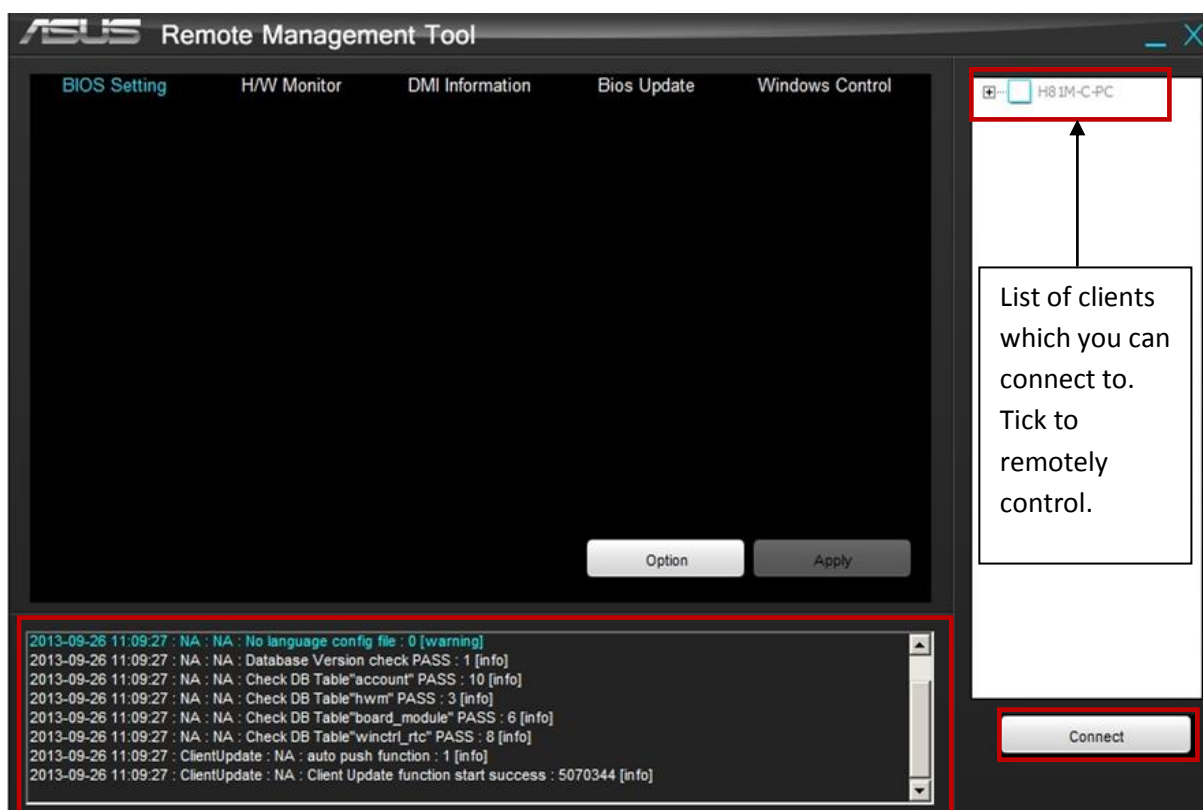 ASUS Remote Management Tool
BIOS Setting H/W Monitor DMI Information Bios Update Windows Control
H81M-C-PC
List of clients
which you can
connect to.
Tick to
remotely
control.
Option Apply
2013-09-26 11:09:27 : NA : NA : No language config file : 0 [warning]
2013-09-26 11:09:27 : NA : NA : Database Version check PASS : 1 [info]
2013-09-26 11:09:27 : NA : NA : Check DB Table"account" PASS : 10 [info]
2013-09-26 11:09:27 : NA : NA : Check DB Table"hwm" PASS : 3 [info]
2013-09-26 11:09:27 : NA : NA : Check DB Table"board_module" PASS : 6 [info]
2013-09-26 11:09:27 : NA : NA : Check DB Table"winctrl_rtc" PASS : 8 [info]
2013-09-26 11:09:27 : ClientUpdate : NA : auto push function : 1 [info]
2013-09-26 11:09:27 : ClientUpdate : NA : Client Update function start success : 5070344 [info]
Connect